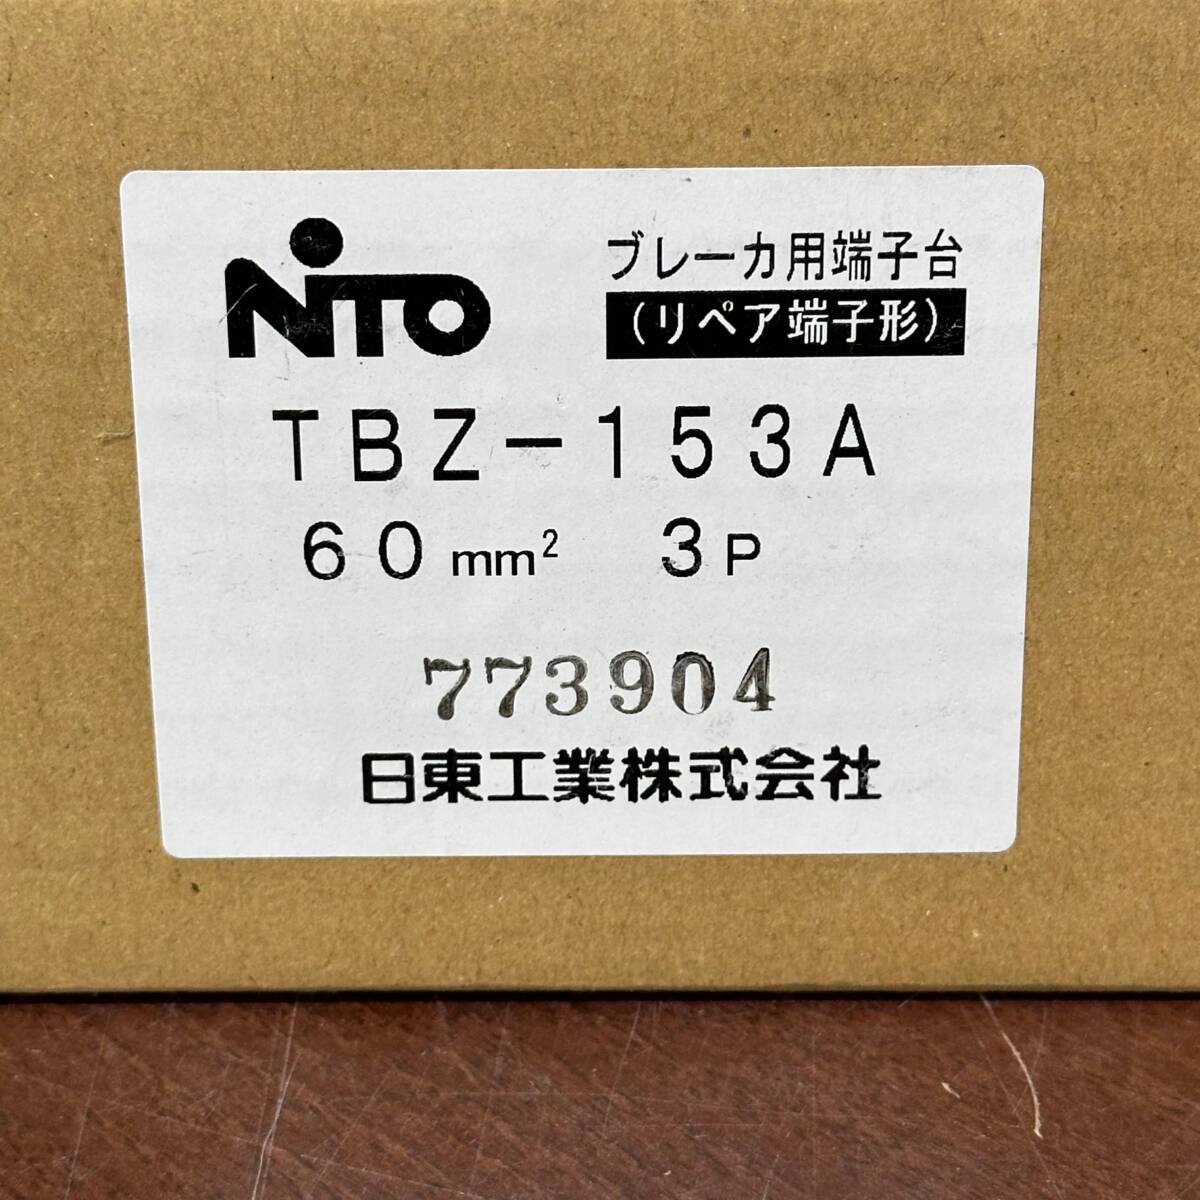 NITO
ブレーカ用端子台
(リペア端子形)
TBZ-153A
60mm² 3P
773904
日東工業株式会社